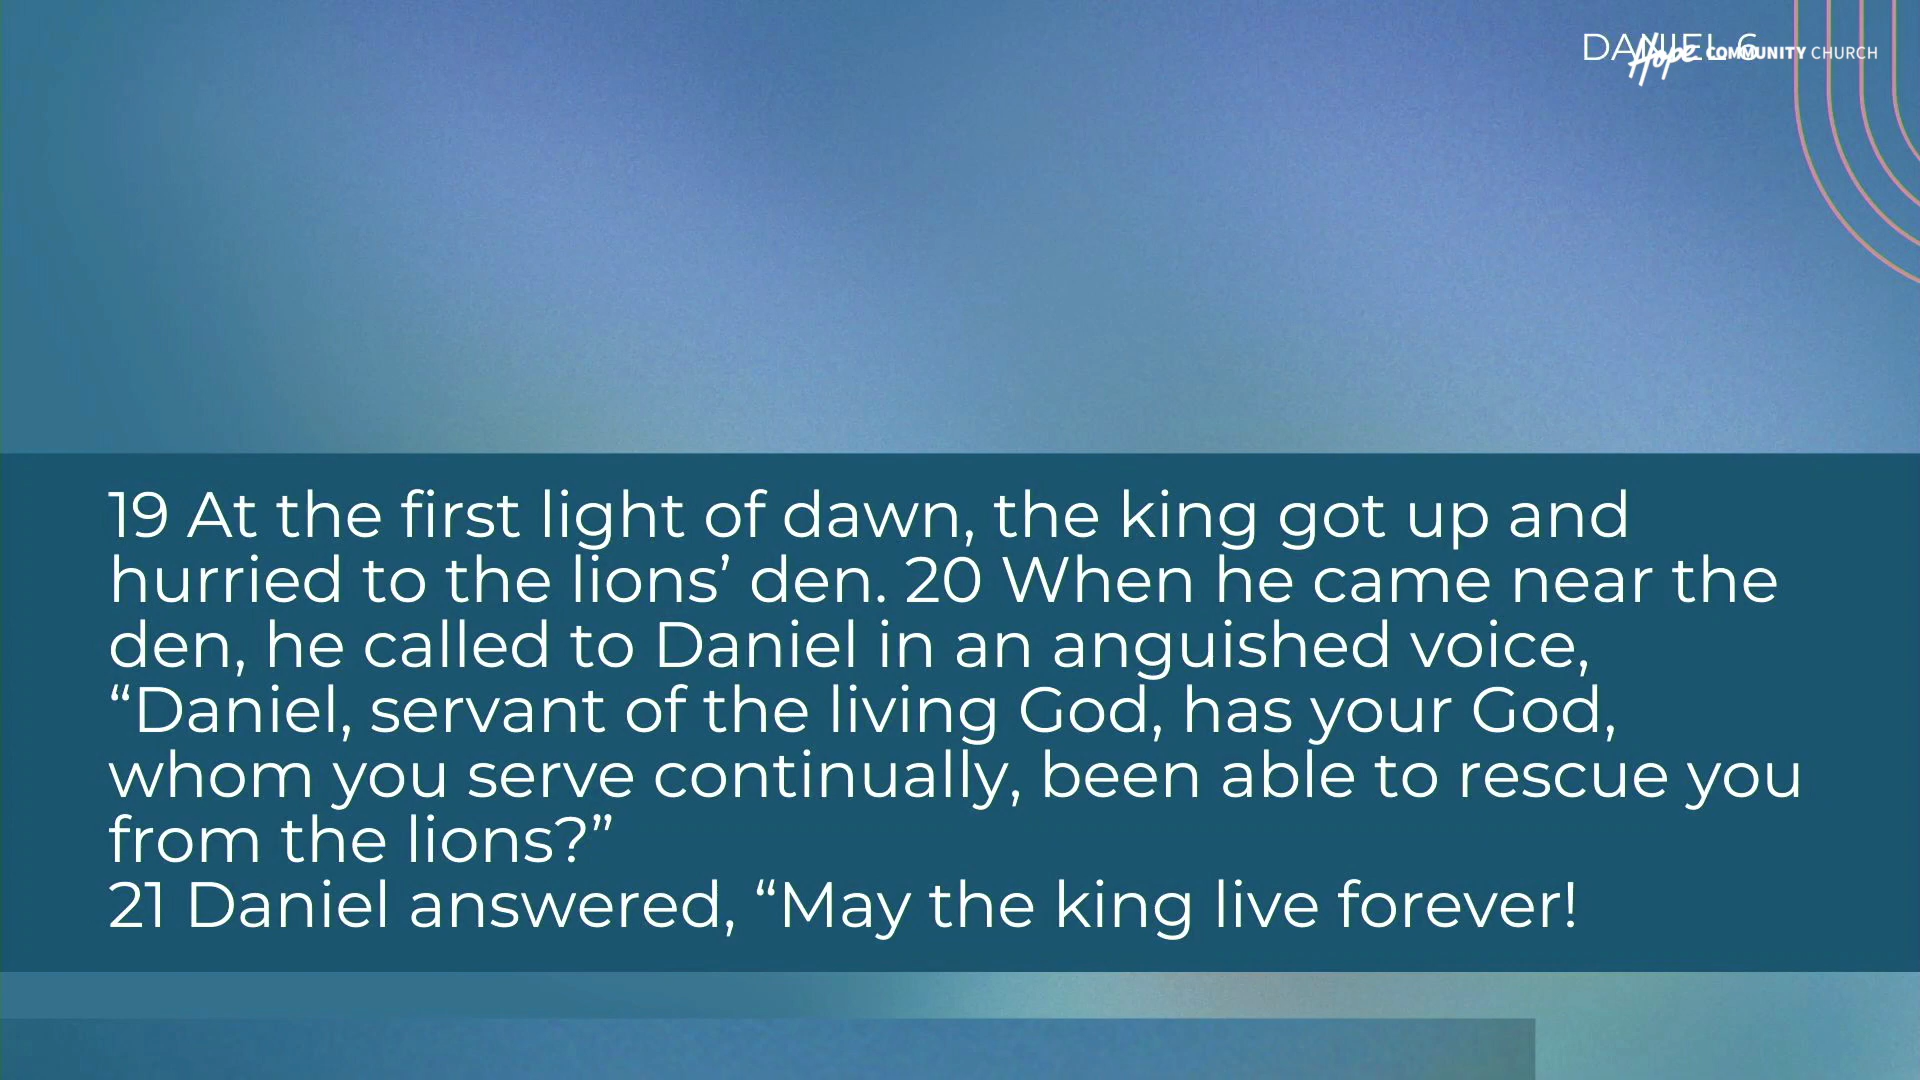 DANIEL 6
Hope COMMUNITY CHURCH
19 At the first light of dawn, the king got up and
hurried to the lions’ den. 20 When he came near the
den, he called to Daniel in an anguished voice,
“Daniel, servant of the living God, has your God,
whom you serve continually, been able to rescue you
from the lions?”
21 Daniel answered, “May the king live forever!